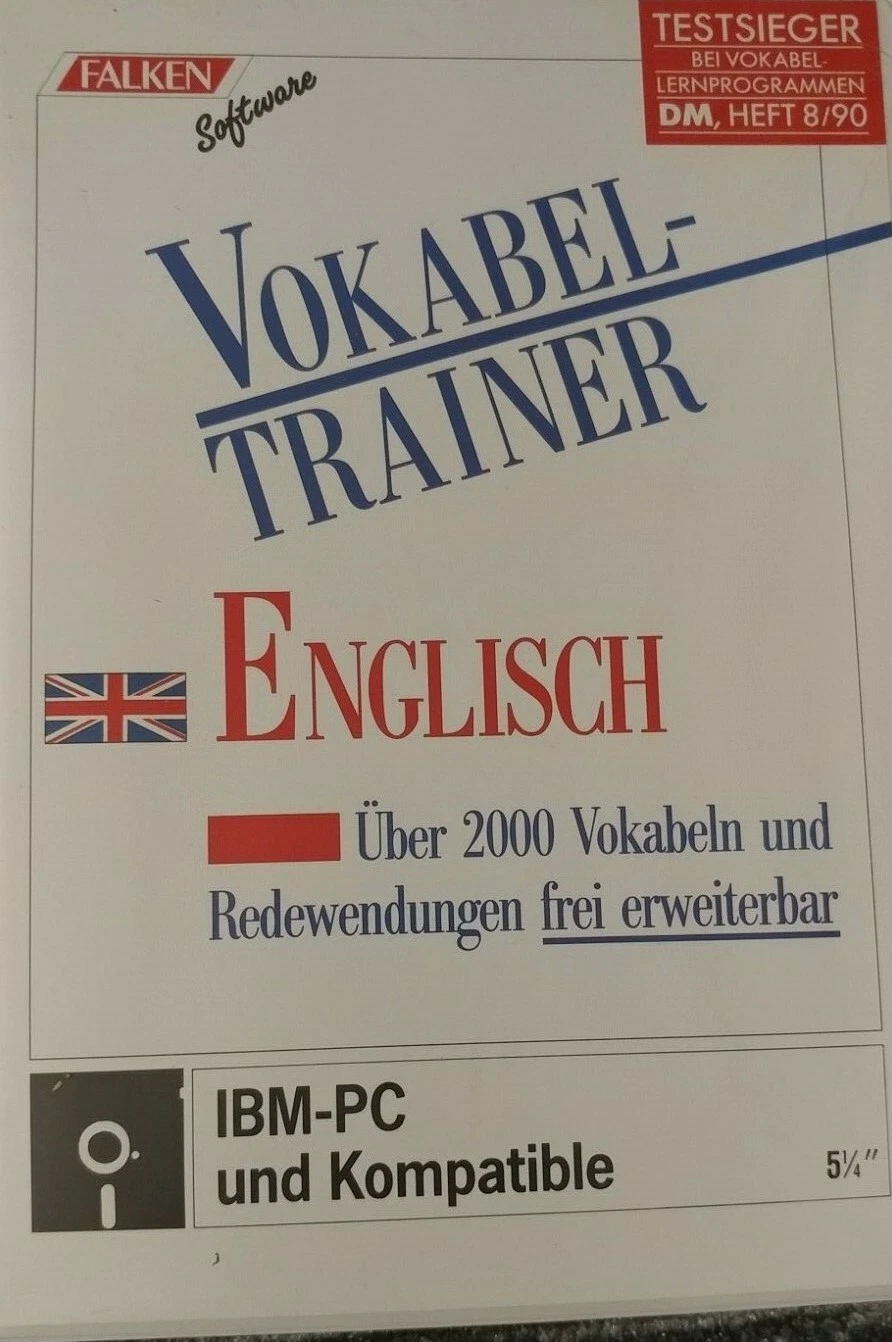 FALKEN
Software
TESTSIEGER
BEI VOKABEL-
LERNPROGRAMMEN
DM, HEFT 8/90
VOKABEL-
TRAINER
ENGLISCH
Über 2000 Vokabeln und
Redewendungen frei erweiterbar
IBM-PC
und Kompatible
5¼″